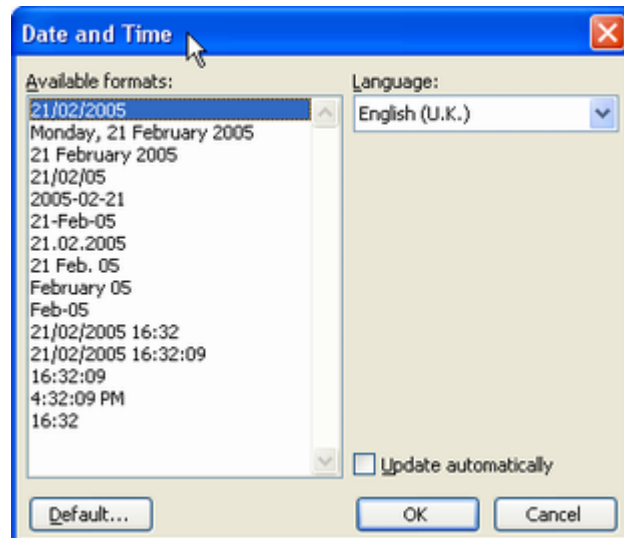 Date and Time
Available formats:
21/02/2005
Monday, 21 February 2005
21 February 2005
21/02/05
2005-02-21
21-Feb-05
21.02.2005
21 Feb. 05
February 05
Feb-05
21/02/2005 16:32
21/02/2005 16:32:09
16:32:09
4:32:09 PM
16:32
Language:
English (U.K.)
Update automatically
Default...
OK
Cancel